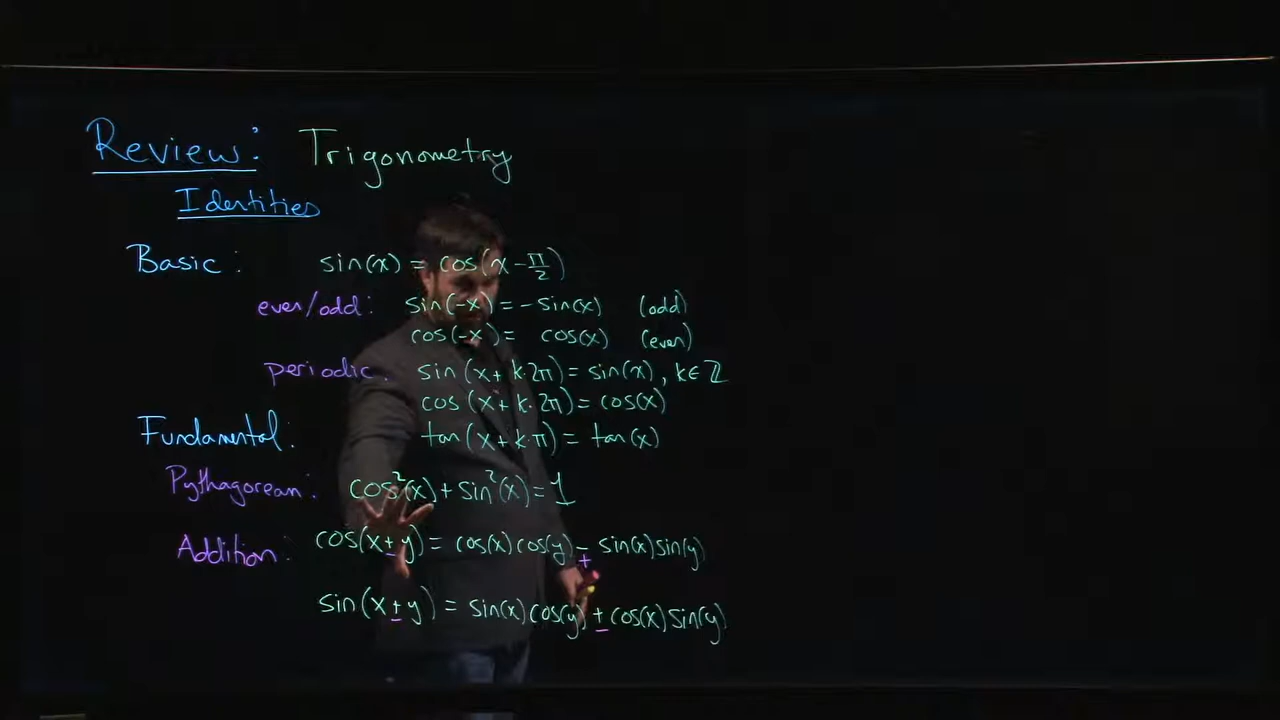 Review: Trigonometry
Identities
Basic: sin(x) = cos(x - π/2)
even/odd: sin(-x) = - sin(x) (odd)
cos(-x) = cos(x) (even)
periodic: sin(x + k·2π) = sin(x), k ∈ ℤ
cos(x + k·2π) = cos(x)
Fundamental: tan(x + k·π) = tan(x)
Pythagorean: cos²(x) + sin²(x) = 1
Addition: cos(x ± y) = cos(x)cos(y) ∓ sin(x)sin(y)
sin(x ± y) = sin(x)cos(y) ± cos(x)sin(y)